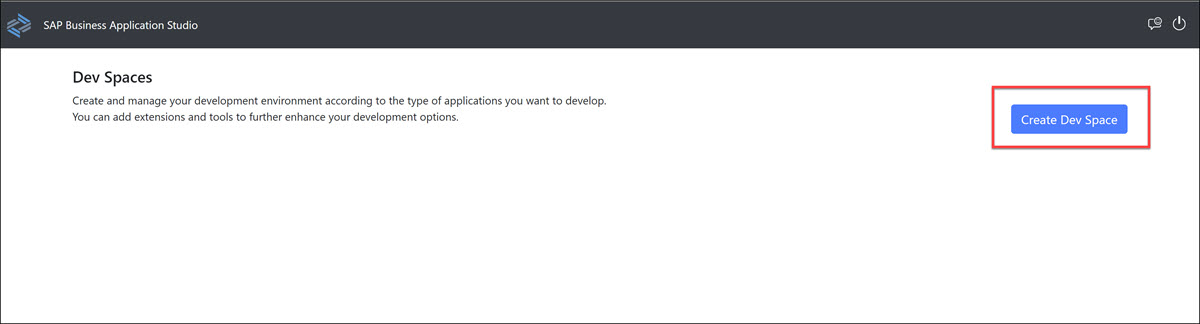 SAP Business Application Studio
Dev Spaces
Create and manage your development environment according to the type of applications you want to develop.
You can add extensions and tools to further enhance your development options.
Create Dev Space